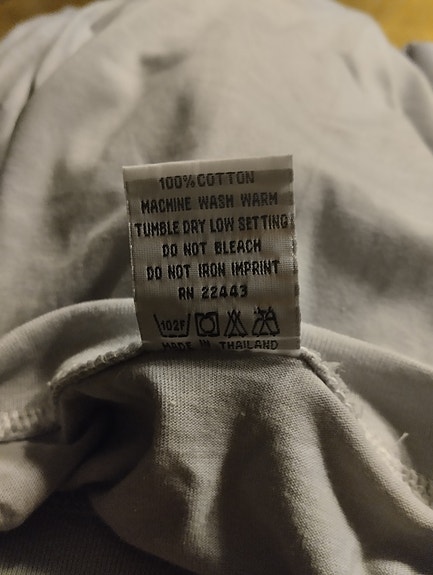 100% COTTON
MACHINE WASH WARM
TUMBLE DRY LOW SETTING
DO NOT BLEACH
DO NOT IRON IMPRINT
RN 22443
102F
MADE IN THAILAND